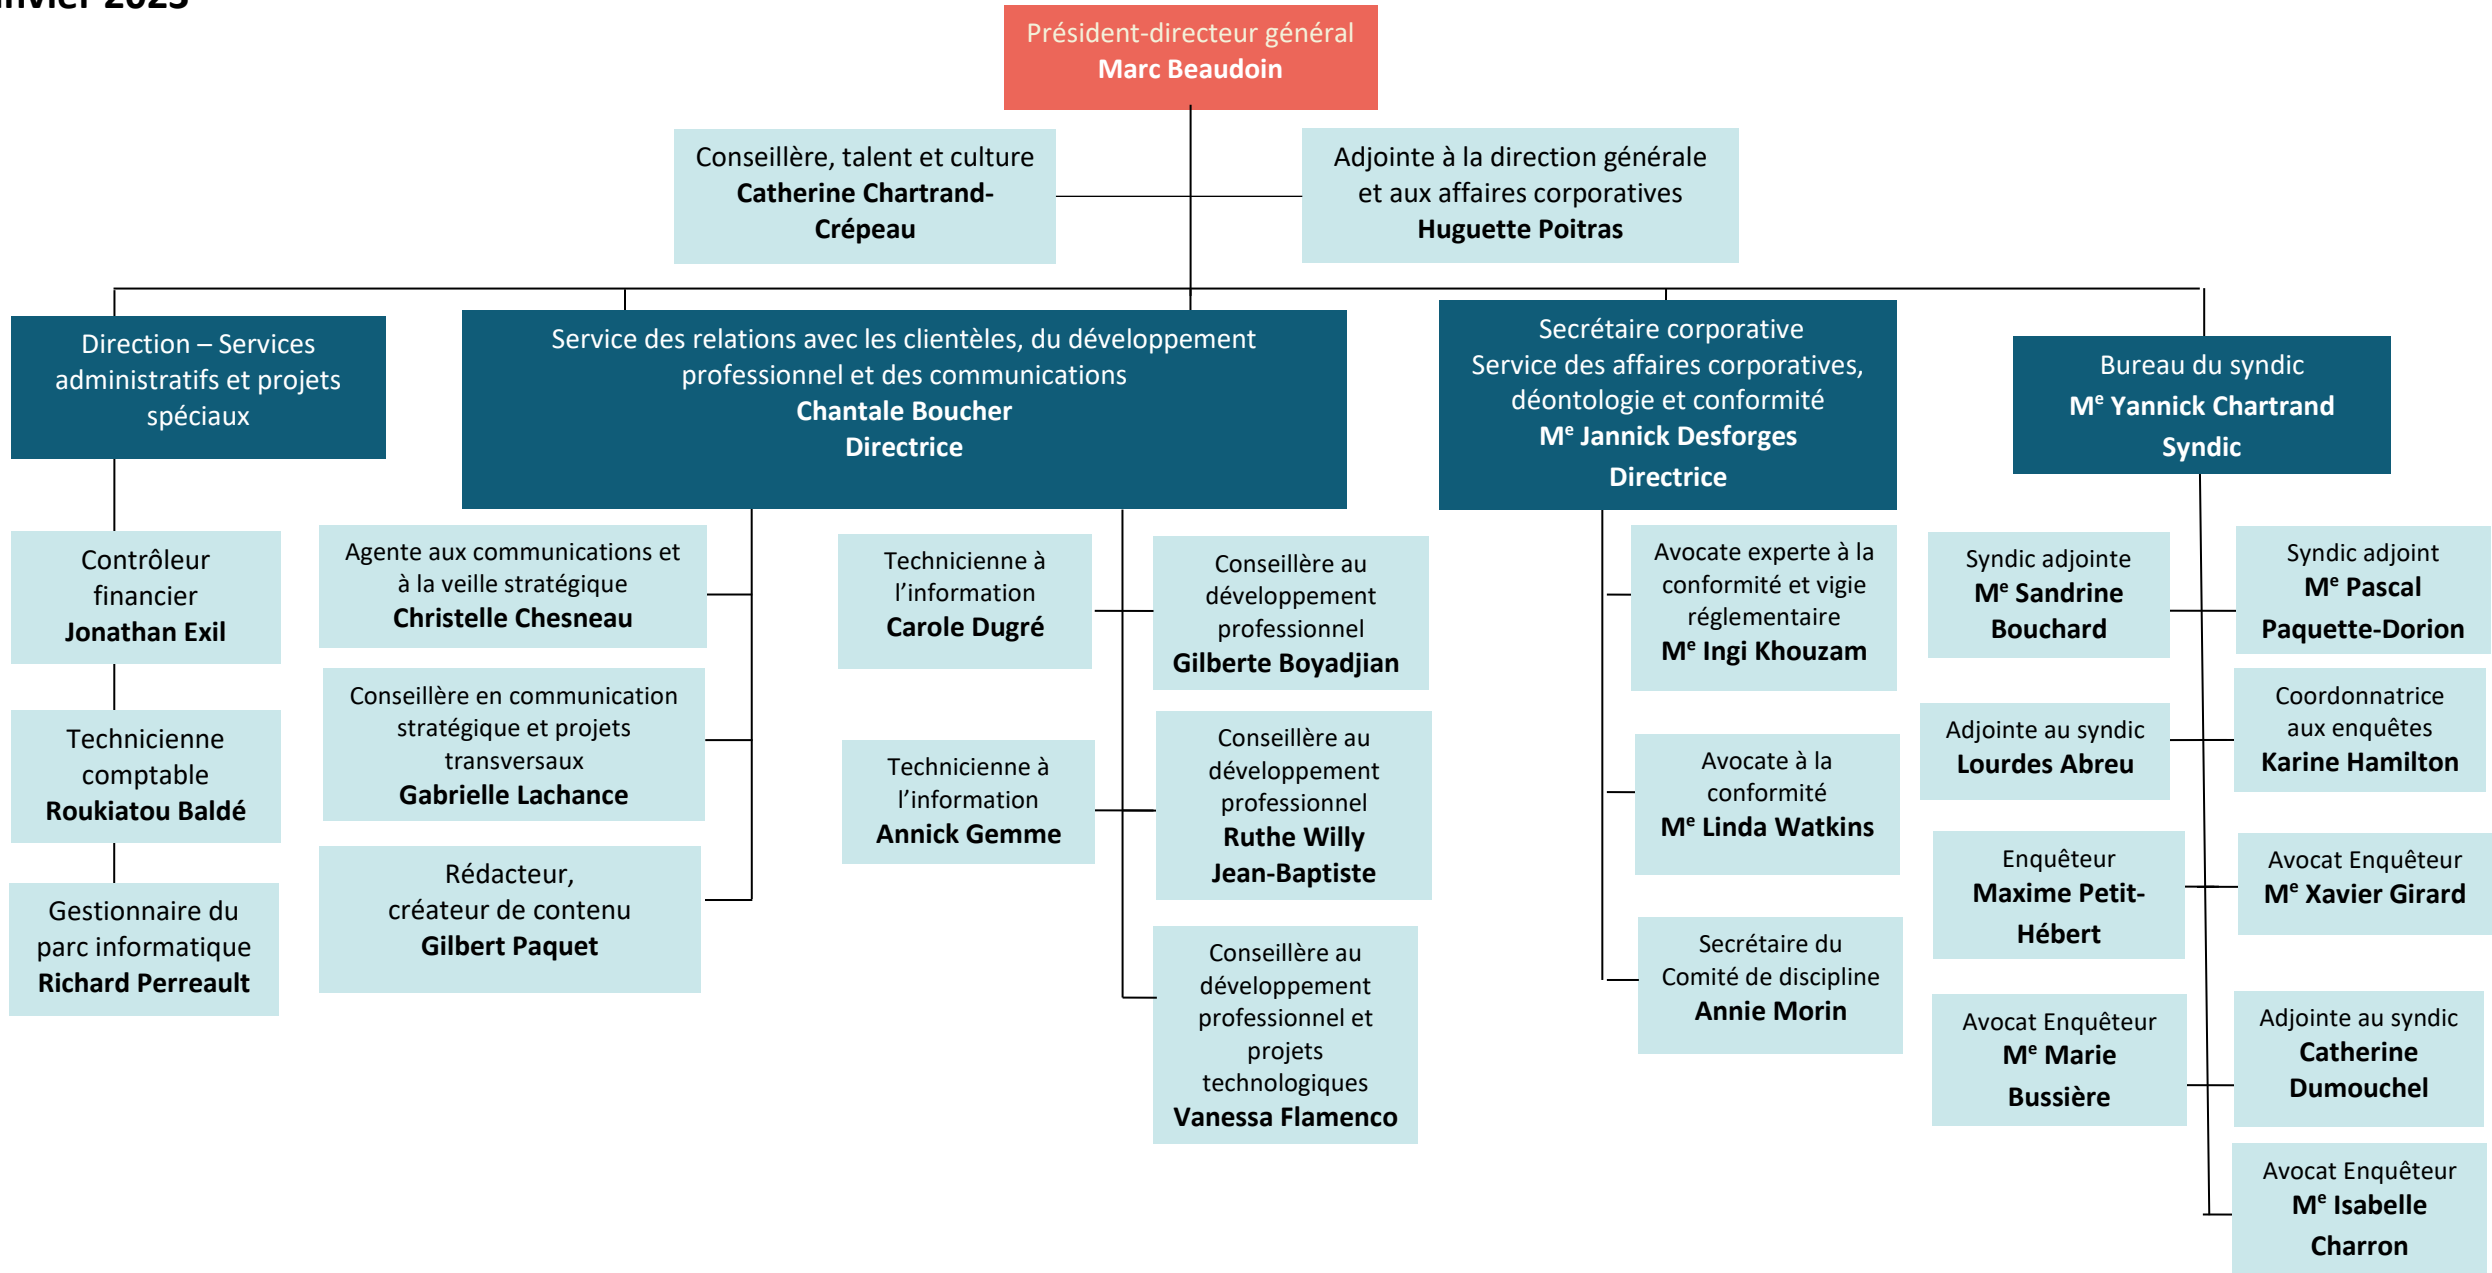 Président-directeur général
Marc Beaudoin
Conseillère, talent et culture
Catherine Chartrand-
Crépeau
Adjointe à la direction générale
et aux affaires corporatives
Huguette Poitras
Direction – Services
administratifs et projets
spéciaux
Contrôleur
financier
Jonathan Exil
Technicienne
comptable
Roukiatou Baldé
Gestionnaire du
parc informatique
Richard Perreault
Service des relations avec les clientèles, du développement
professionnel et des communications
Chantale Boucher
Directrice
Agente aux communications et
à la veille stratégique
Christelle Chesneau
Conseillère en communication
stratégique et projets
transversaux
Gabrielle Lachance
Rédacteur,
créateur de contenu
Gilbert Paquet
Technicienne à
l’information
Carole Dugré
Conseillère au
développement
professionnel
Gilberte Boyadjian
Technicienne à
l’information
Annick Gemme
Conseillère au
développement
professionnel
Ruthe Willy
Jean-Baptiste
Conseillère au
développement
professionnel et
projets
technologiques
Vanessa Flamenco
Secrétaire corporative
Service des affaires corporatives,
déontologie et conformité
Mᵉ Jannick Desforges
Directrice
Avocate experte à la
conformité et vigie
réglementaire
Mᵉ Ingi Khouzam
Avocate à la
conformité
Mᵉ Linda Watkins
Secrétaire du
Comité de discipline
Annie Morin
Bureau du syndic
Mᵉ Yannick Chartrand
Syndic
Syndic adjointe
Mᵉ Sandrine
Bouchard
Syndic adjoint
Mᵉ Pascal
Paquette-Dorion
Adjointe au syndic
Lourdes Abreu
Coordonnatrice
aux enquêtes
Karine Hamilton
Enquêteur
Maxime Petit-
Hébert
Avocat Enquêteur
Mᵉ Xavier Girard
Avocat Enquêteur
Mᵉ Marie
Bussière
Adjointe au syndic
Catherine
Dumouchel
Avocat Enquêteur
Mᵉ Isabelle
Charron